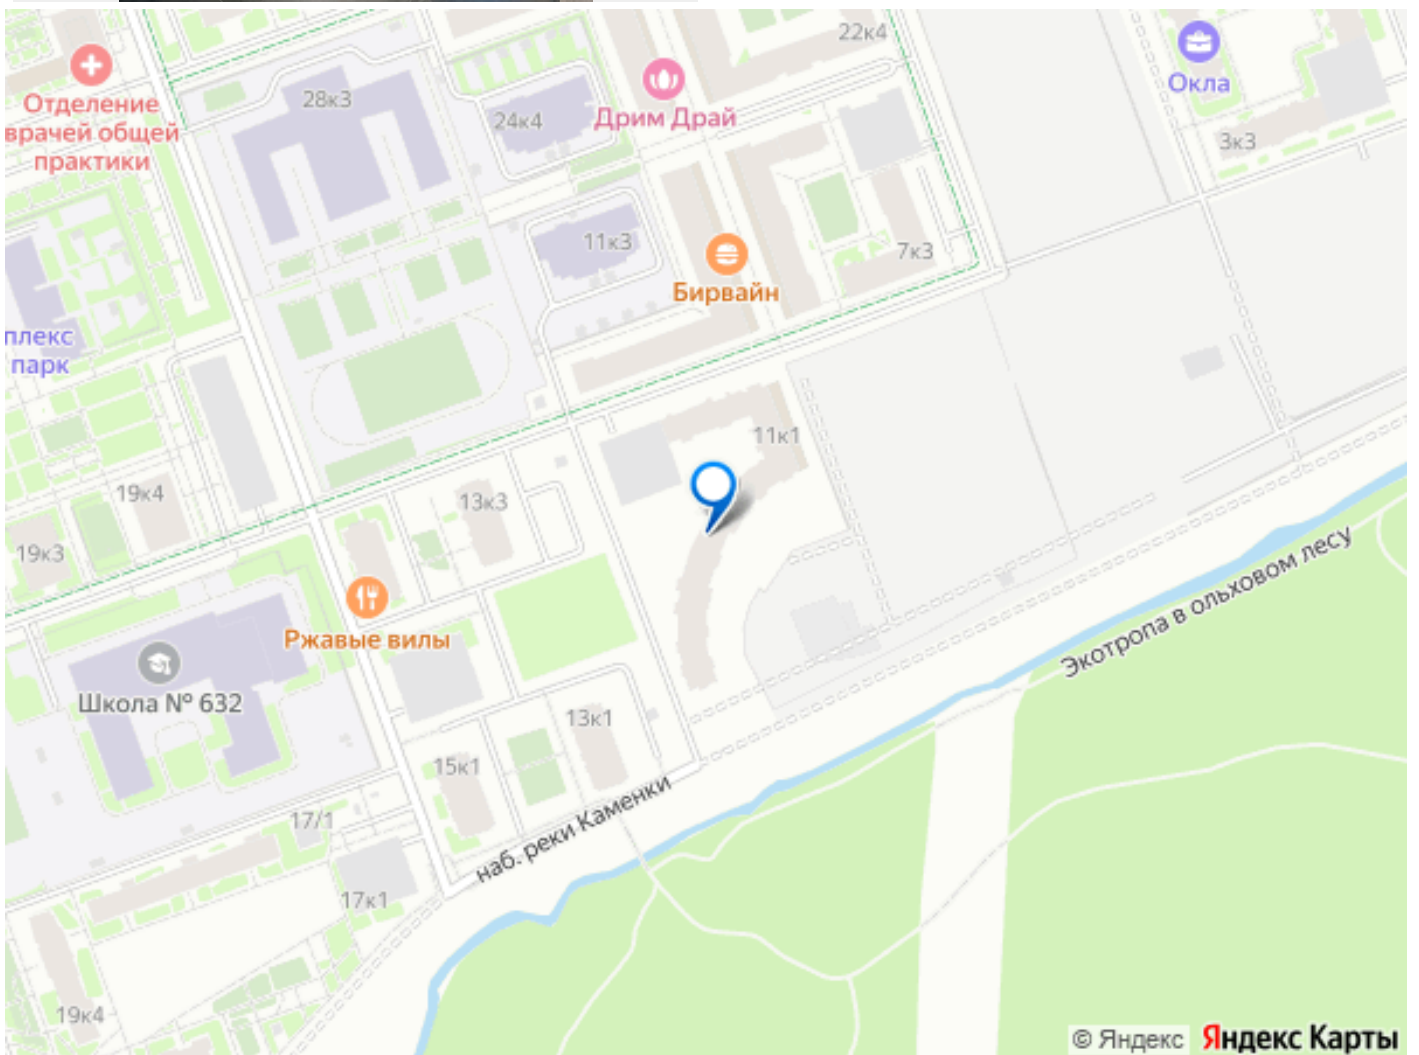 22к4
Окла
28к3
Отделение
врачей общей
практики
24к4
Дрим Драй
3к3
11к3
7к3
Бирвайн
плекс
парк
11к1
19к4
13к3
19к3
Экотропа в ольховом лесу
Ржавые вилы
Школа № 632
13к1
15к1
17/1
наб. реки Каменки
17к1
19к4
© Яндекс Яндекс Карты